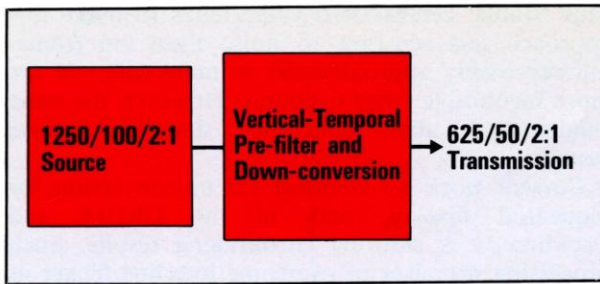 1250/100/2:1
Source
Vertical-Temporal
Pre-filter and
Down-conversion
625/50/2:1
Transmission